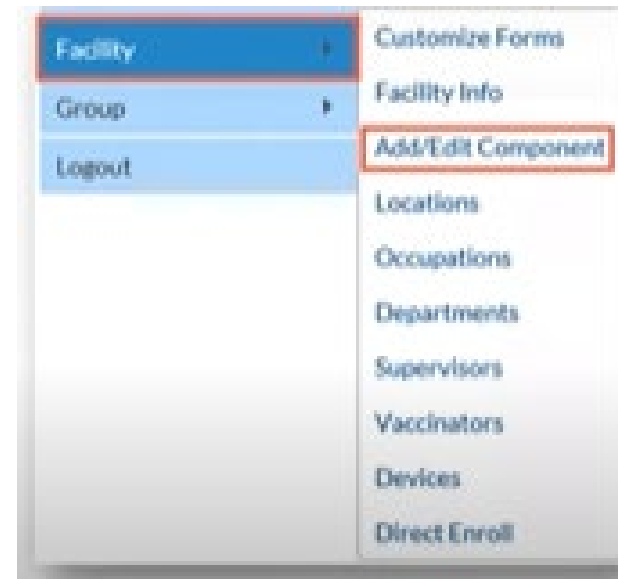 Facility
Group
Logout
Customize Forms
Facility Info
Add/Edit Component
Locations
Occupations
Departments
Supervisors
Vaccinators
Devices
Direct Enroll